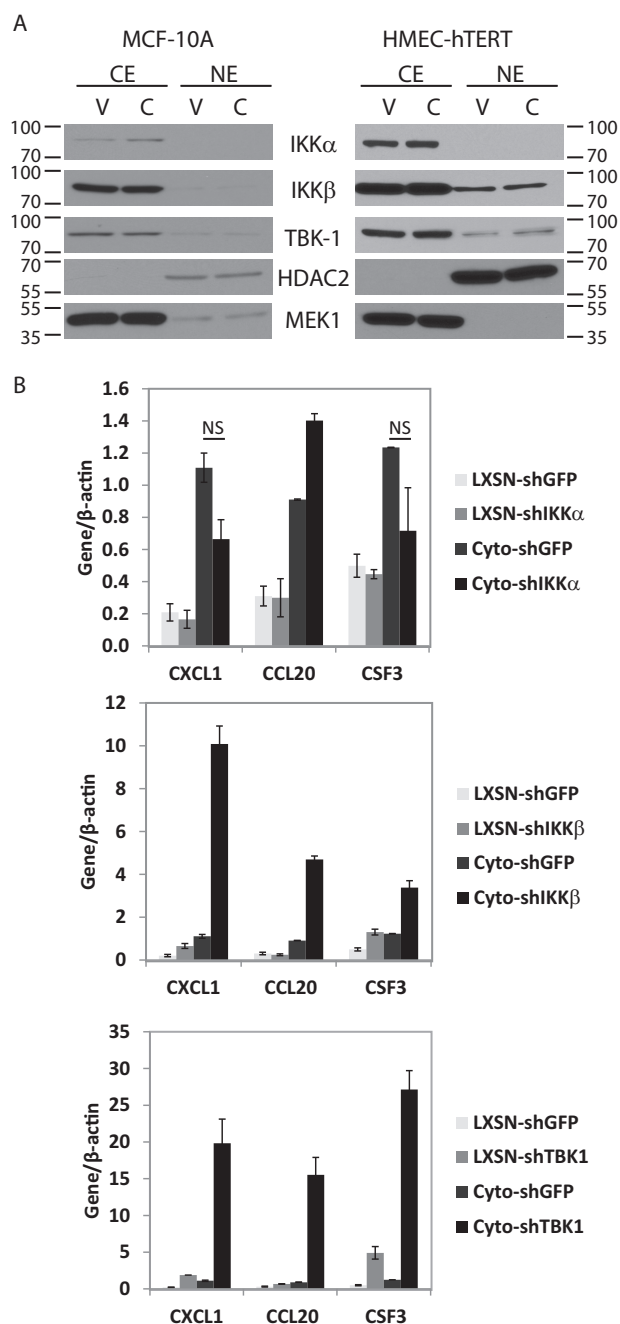 A
MCF-10A HMEC-hTERT
CE NE CE NE
V C V C V C V C
100 70 IKKα 100 70
100 70 IKKβ 100 70
100 70 TBK-1 100 70
70 55 HDAC2 70 55
55 35 MEK1 55 35
B
Gene/β-actin
1.6
1.4
1.2
1.0
0.8
0.6
0.4
0.2
0.0
NS NS
CXCL1 CCL20 CSF3
LXSN-shGFP
LXSN-shIKKα
Cyto-shGFP
Cyto-shIKKα
Gene/β-actin
12
10
8
6
4
2
0
CXCL1 CCL20 CSF3
LXSN-shGFP
LXSN-shIKKβ
Cyto-shGFP
Cyto-shIKKβ
Gene/β-actin
35
30
25
20
15
10
5
0
CXCL1 CCL20 CSF3
LXSN-shGFP
LXSN-shTBK1
Cyto-shGFP
Cyto-shTBK1